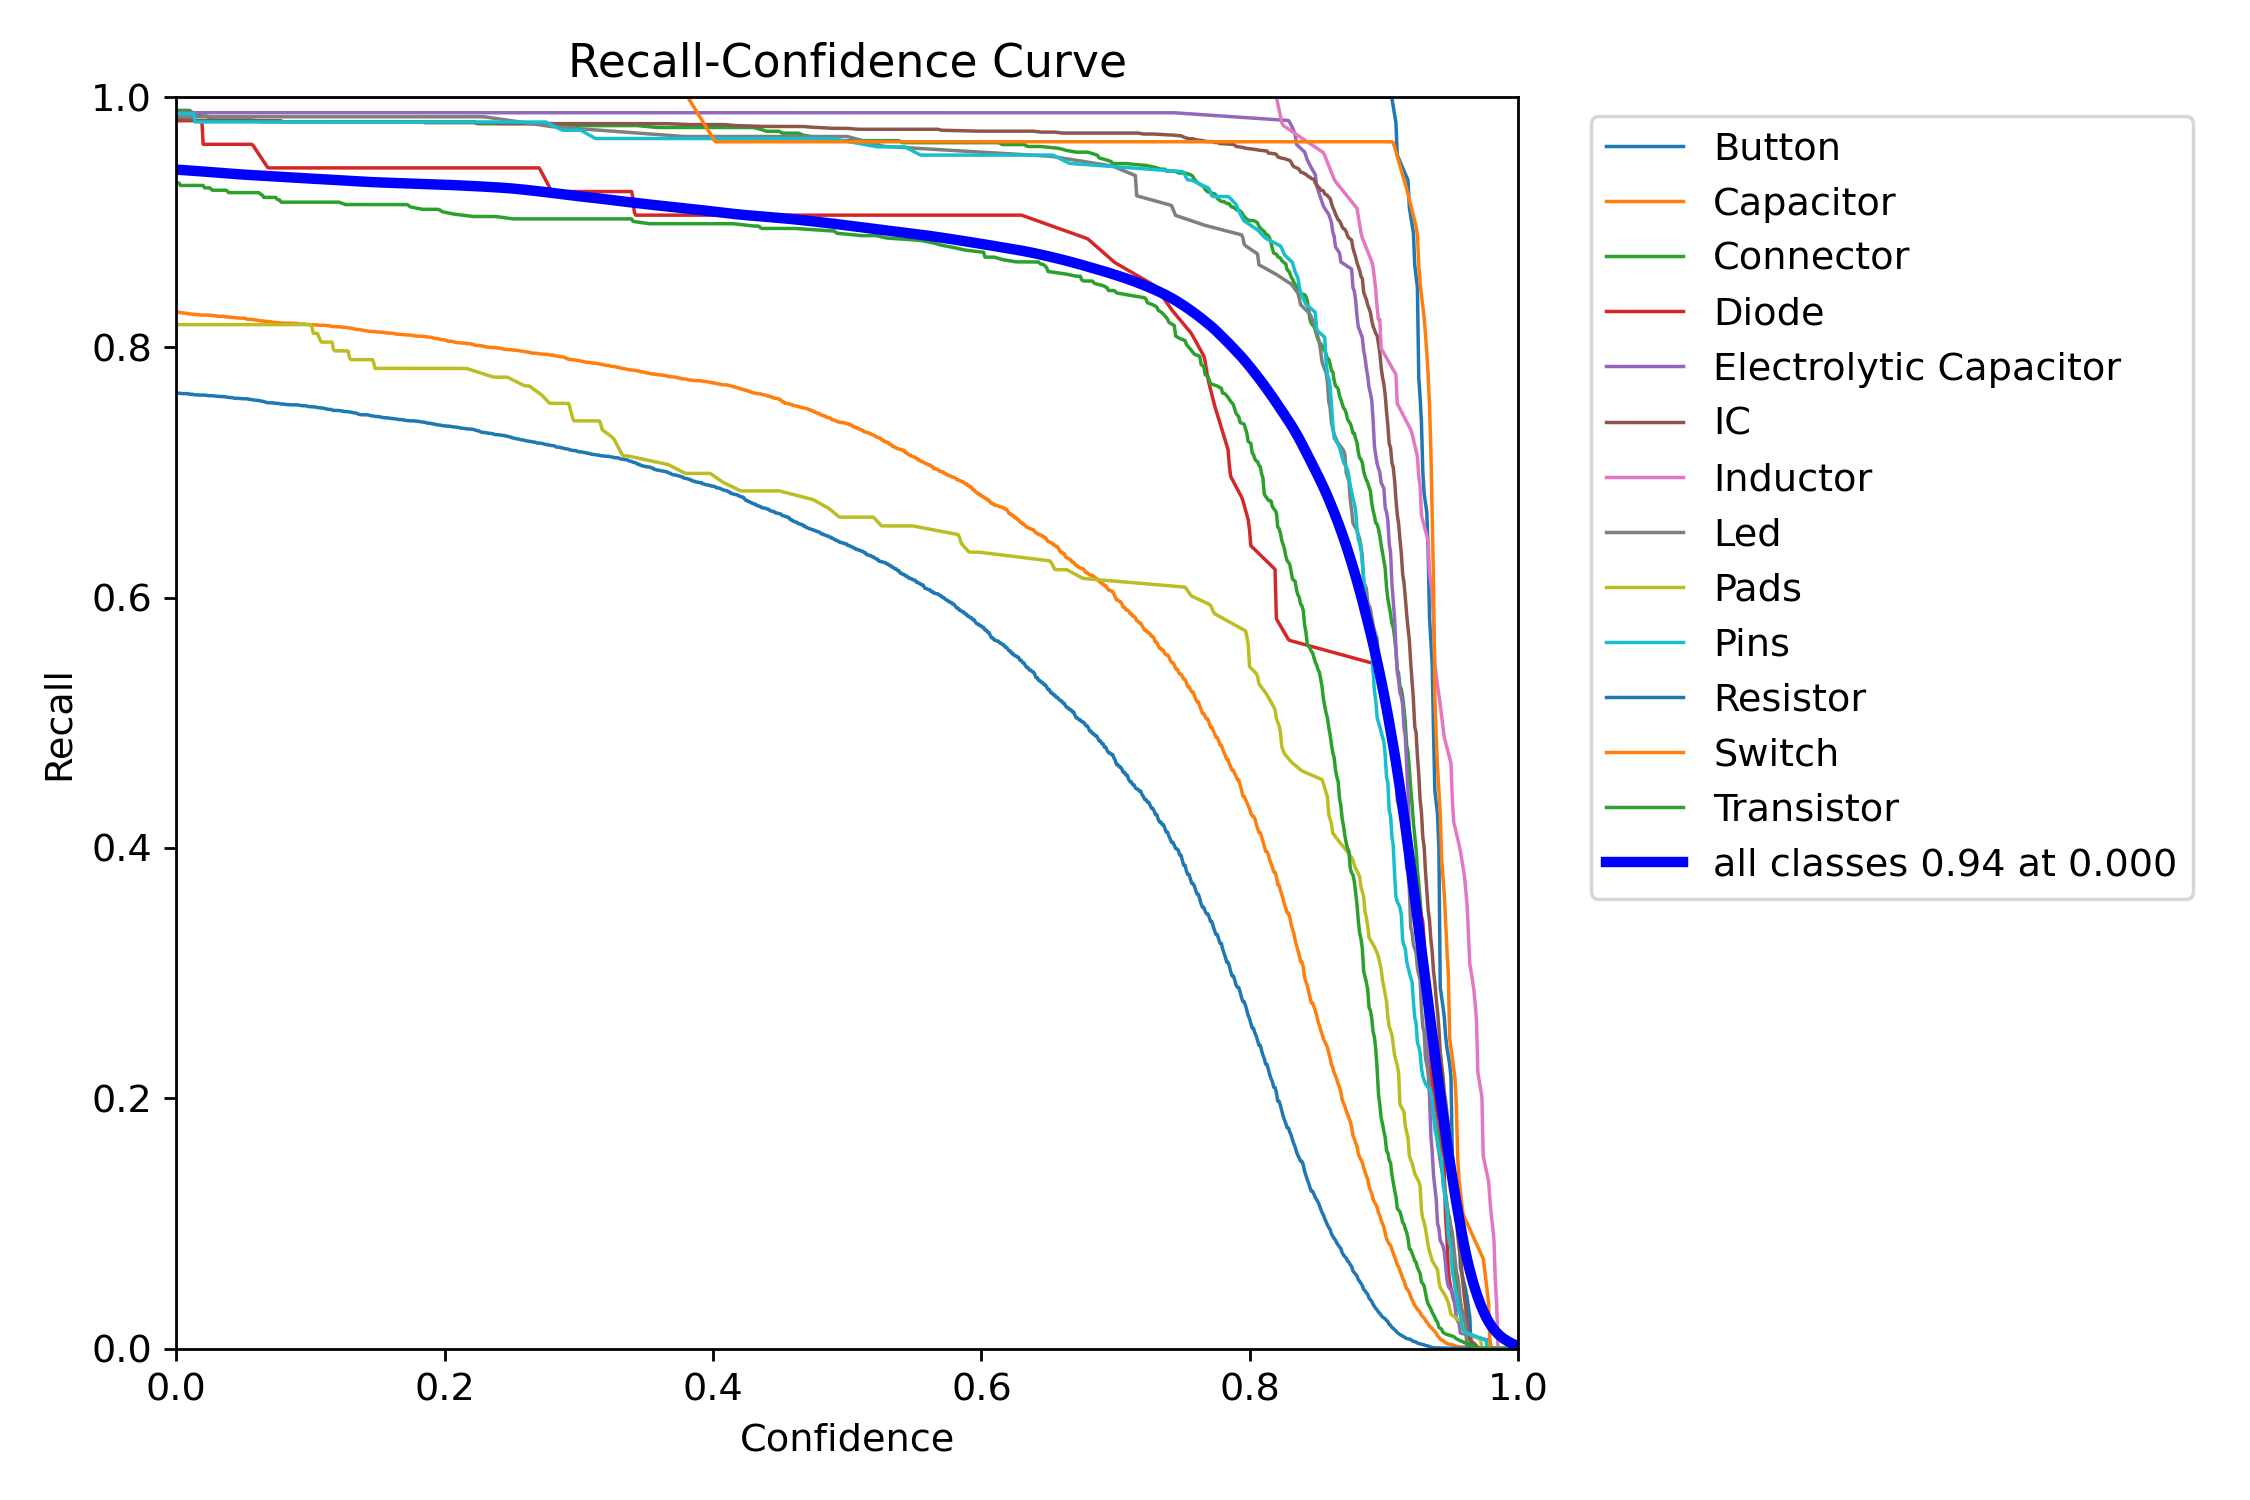 Recall-Confidence Curve
1.0
0.8
0.6
0.4
0.2
0.0
Recall
0.0 0.2 0.4 0.6 0.8 1.0
Confidence
Button
Capacitor
Connector
Diode
Electrolytic Capacitor
IC
Inductor
Led
Pads
Pins
Resistor
Switch
Transistor
all classes 0.94 at 0.000